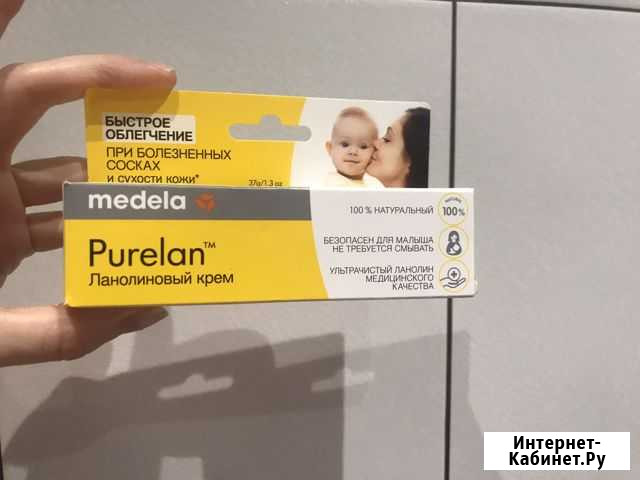 БЫСТРОЕ
ОБЛЕГЧЕНИЕ
ПРИ БОЛЕЗНЕННЫХ
СОСКАХ
И СУХОСТИ КОЖИ*
37g/1.3 oz
medela
Purelan™
Ланолиновый крем
100 % НАТУРАЛЬНЫЙ
100%
БЕЗОПАСЕН ДЛЯ МАЛЫША
НЕ ТРЕБУЕТСЯ СМЫВАТЬ
УЛЬТРАЧИСТЫЙ ЛАНОЛИН
МЕДИЦИНСКОГО
КАЧЕСТВА
Интернет-
Кабинет.Ру